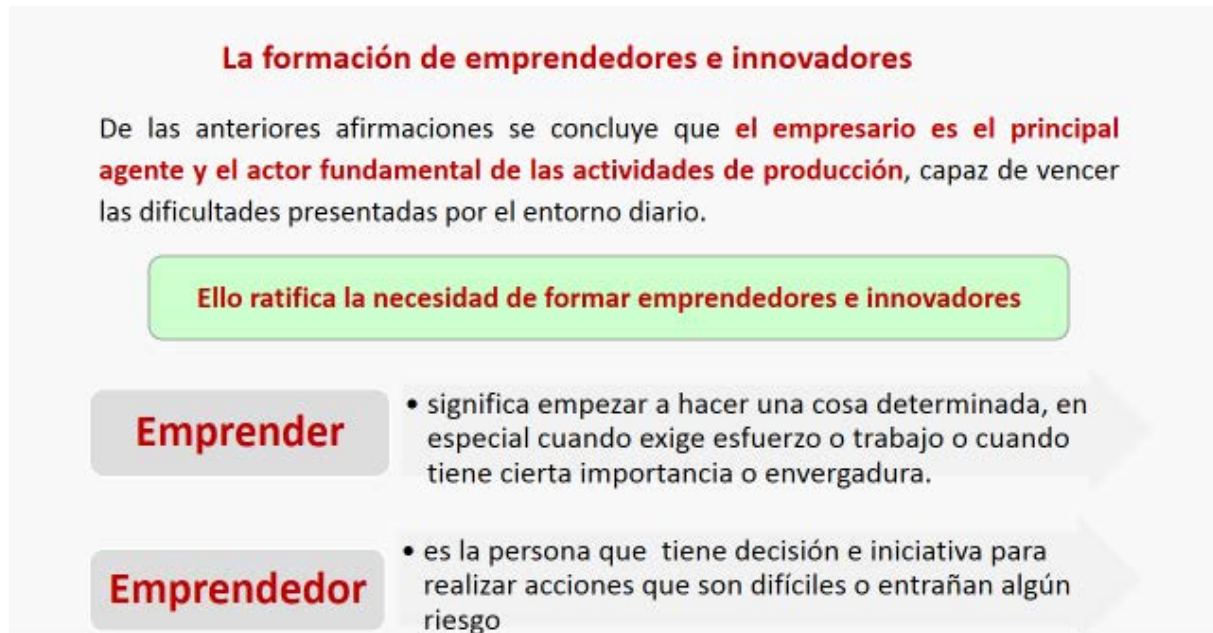 La formación de emprendedores e innovadores
De las anteriores afirmaciones se concluye que el empresario es el principal
agente y el actor fundamental de las actividades de producción, capaz de vencer
las dificultades presentadas por el entorno diario.
Ello ratifica la necesidad de formar emprendedores e innovadores
Emprender
• significa empezar a hacer una cosa determinada, en
especial cuando exige esfuerzo o trabajo o cuando
tiene cierta importancia o envergadura.
Emprendedor
• es la persona que tiene decisión e iniciativa para
realizar acciones que son difíciles o entrañan algún
riesgo